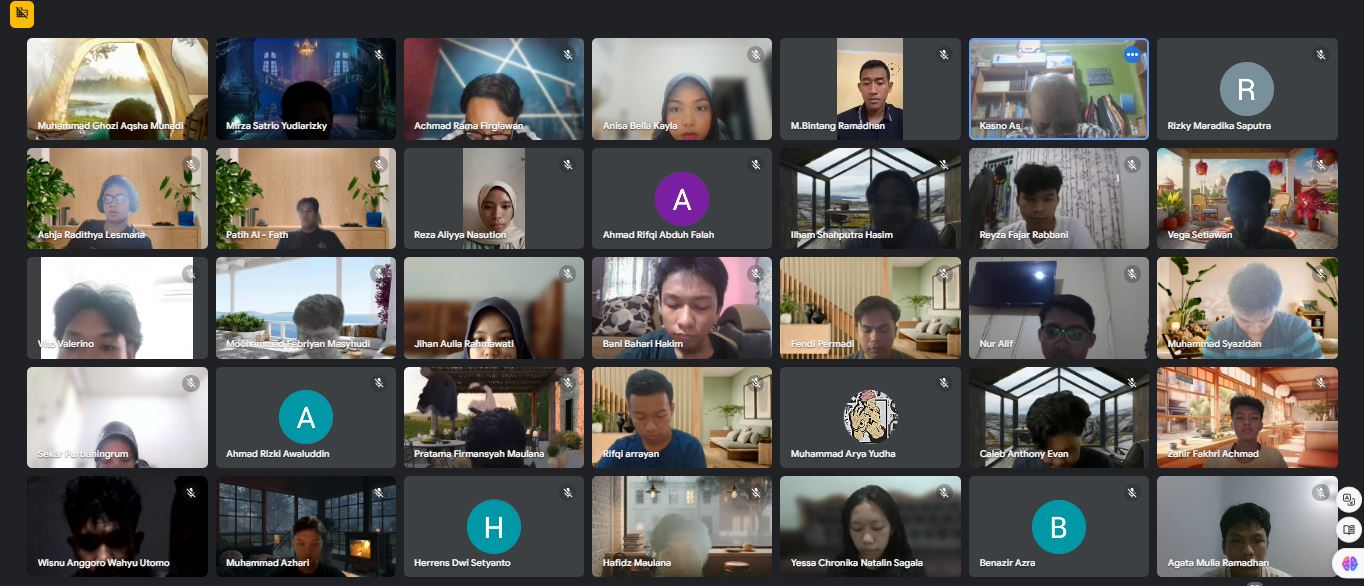 Muhammad Ghozi Aqsha Munadi
Mirza Satrio Yudiarizky
Achmad Rama Firglawan
Anisa Bella Kayla
M.Bintang Ramadhan
Kasno As
R
Rizky Maradika Saputra
Ashja Radithya Lesmana
Patih Al - Fath
Reza Aliyya Nasution
A
Ahmad Rifqi Abduh Falah
Ilham Shahputra Hasim
Reyza Fajar Rabbani
Vega Setiawan
Vito Valerino
Mochammad Febriyan Masyhudi
Jihan Aulia Rahmawati
Bani Bahari Hakim
Fendi Permadi
Nur Alif
Muhammad Syazidan
Sekar Purbaningrum
A
Ahmad Rizki Awaluddin
Pratama Firmansyah Maulana
Rifqi arrayan
Muhammad Arya Yudha
Caleb Anthony Evan
Zahir Fakhri Achmad
Wisnu Anggoro Wahyu Utomo
Muhammad Azhari
H
Herrens Dwi Setyanto
Hafidz Maulana
Yessa Chronika Natalin Sagala
B
Benazir Azra
Agata Mulia Ramadhan